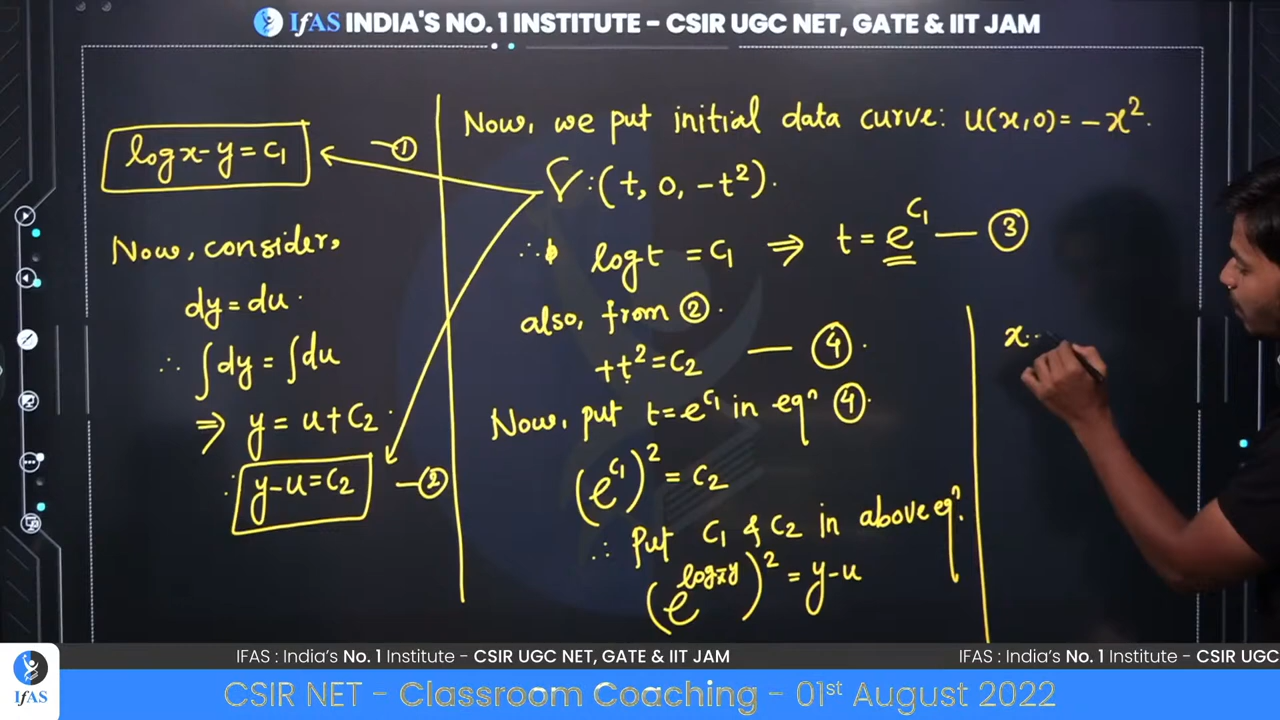 IFAS INDIA'S NO. 1 INSTITUTE - CSIR UGC NET, GATE & IIT JAM
log x - y = C₁ — ①
Now, consider,
dy = du.
∴ ∫dy = ∫du
⇒ y = u + C₂.
∴ y - u = C₂ — ②
Now, we put initial data curve: u(x,0) = -x².
Γ: (t, 0, -t²).
∴ log t = C₁ ⇒ t = e^{C₁} — ③
also, from ②.
+t² = C₂ — ④.
Now, put t = e^{C₁} in eqⁿ ④.
(e^{C₁})² = C₂
∴ Put C₁ & C₂ in above eqⁿ.
(e^{log x-y})² = y - u
x.
IFAS : India's No. 1 Institute - CSIR NET, UGC NET, GATE & IIT JAM
IFAS : India's No. 1 Institute - CSIR UGC
IFAS
CSIR NET - Classroom Coaching - 01st August 2022